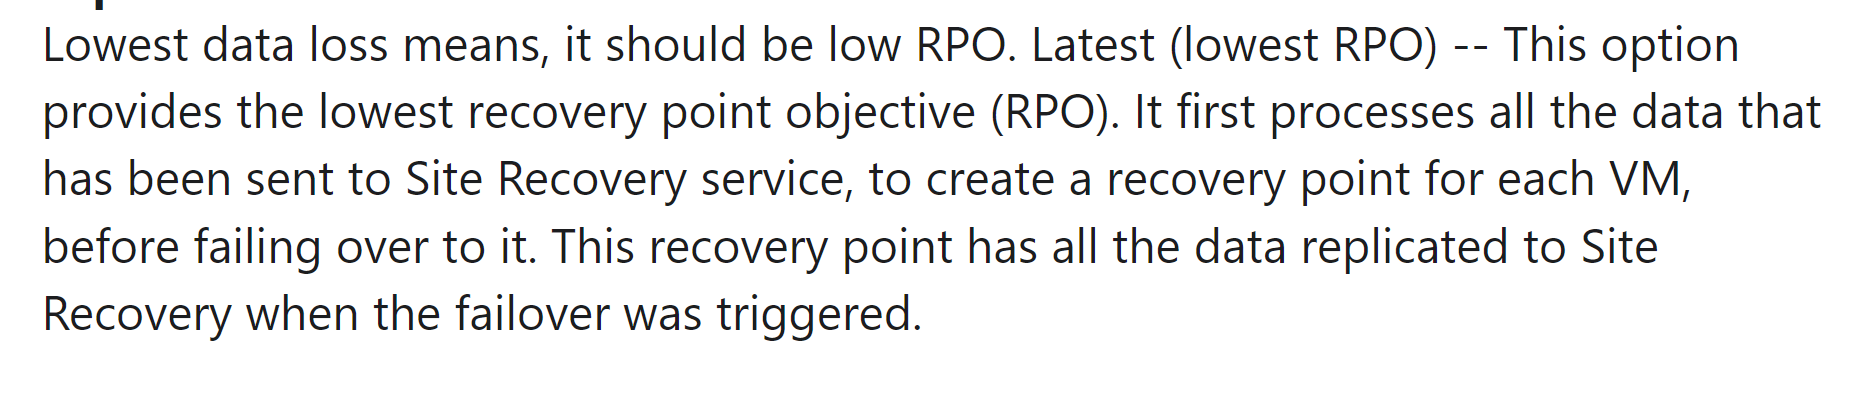 Lowest data loss means, it should be low RPO. Latest (lowest RPO) -- This option
provides the lowest recovery point objective (RPO). It first processes all the data that
has been sent to Site Recovery service, to create a recovery point for each VM,
before failing over to it. This recovery point has all the data replicated to Site
Recovery when the failover was triggered.